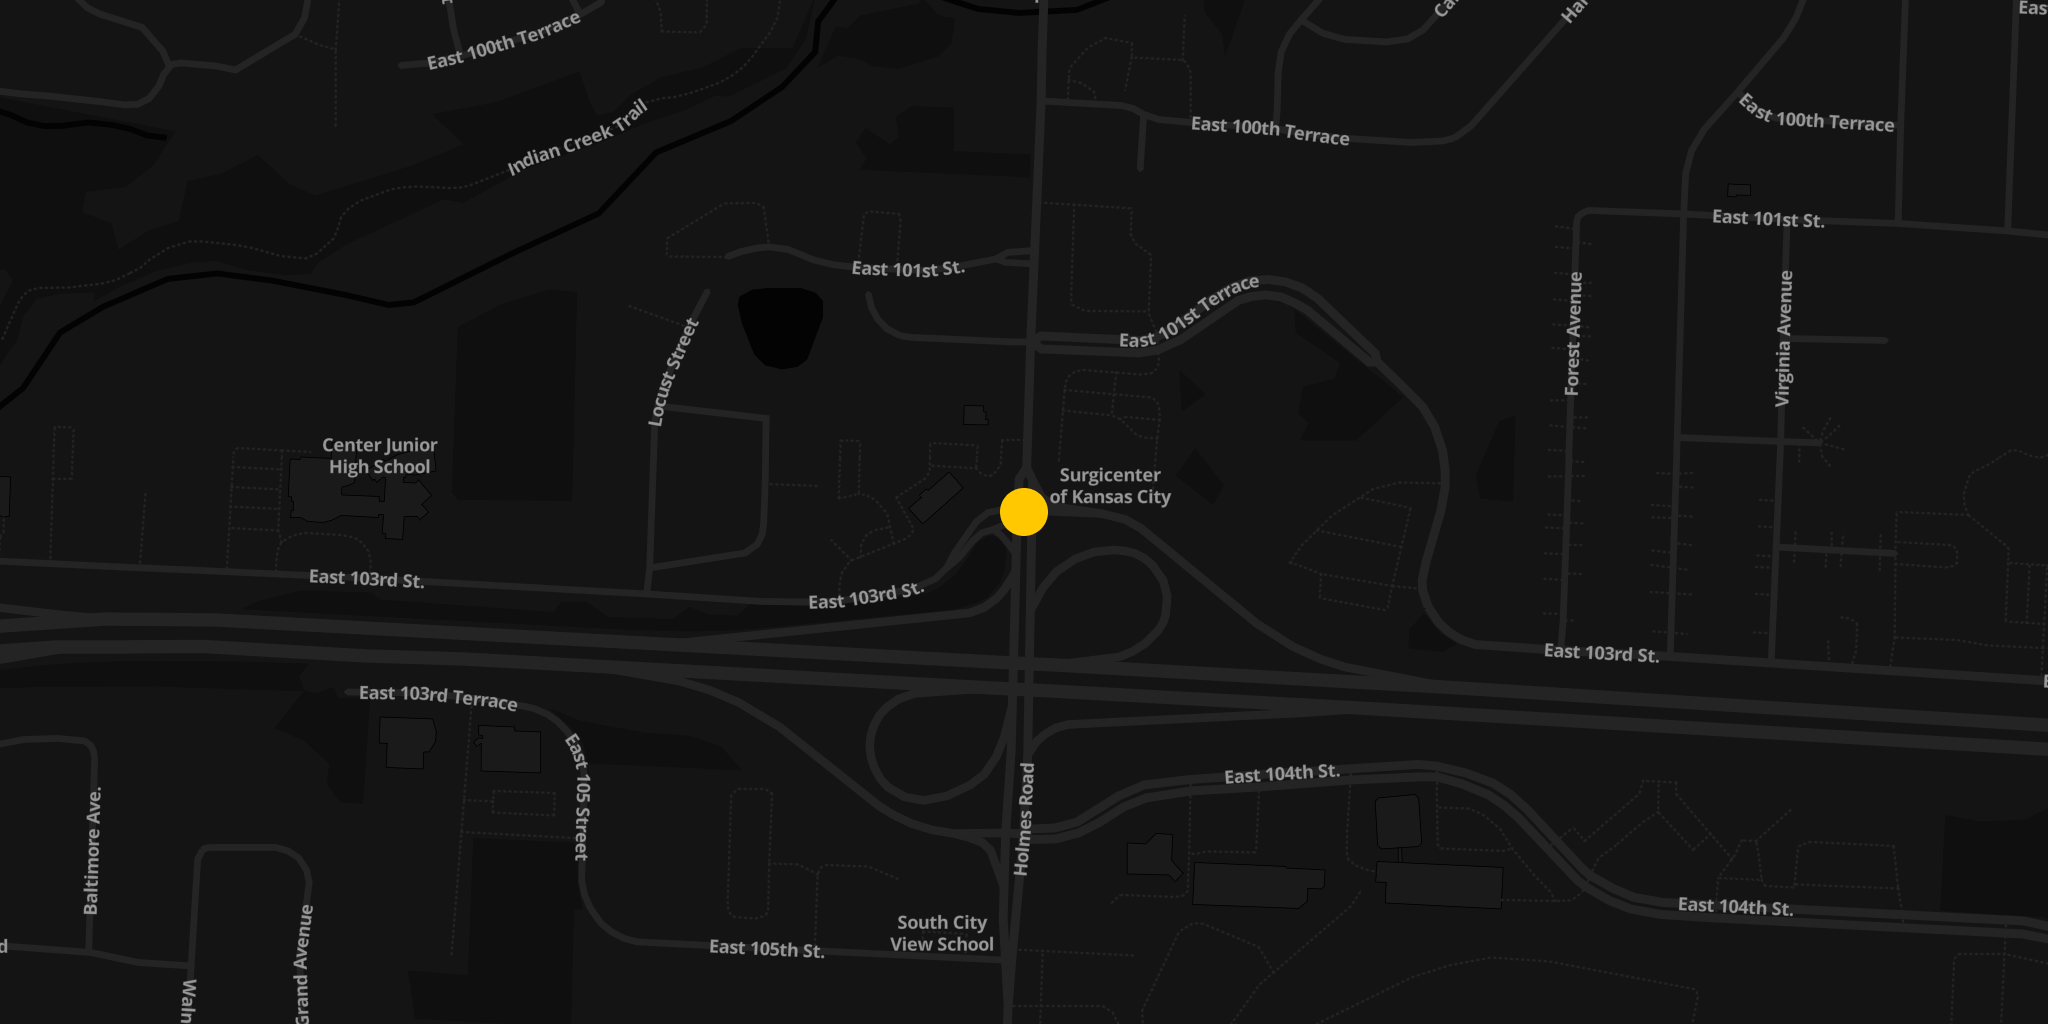 East 100th Terrace
Indian Creek Trail
East 100th Terrace
East 100th Terrace
East 101st St.
East 101st St.
East 101st Terrace
Locust Street
Forest Avenue
Virginia Avenue
Center Junior
High School
Surgicenter
of Kansas City
East 103rd St.
East 103rd St.
East 103rd St.
East 103rd Terrace
East 105 Street
Holmes Road
East 104th St.
Baltimore Ave.
Grand Avenue
East 104th St.
South City
View School
East 105th St.